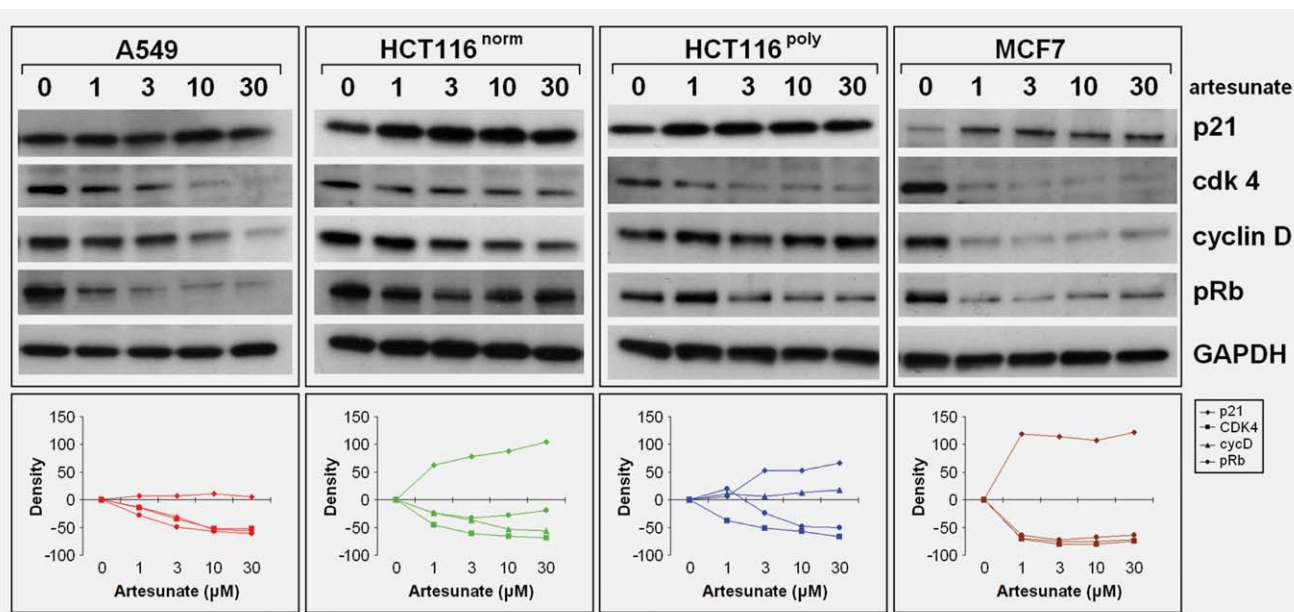 A549 HCT116 norm HCT116 poly MCF7
0 1 3 10 30 0 1 3 10 30 0 1 3 10 30 0 1 3 10 30 artesunate
p21
cdk 4
cyclin D
pRb
GAPDH
150
100
50
0
-50
-100
Density
0 1 3 10 30
Artesunate (µM)
150
100
50
0
-50
-100
Density
0 1 3 10 30
Artesunate (µM)
150
100
50
0
-50
-100
Density
0 1 3 10 30
Artesunate (µM)
150
100
50
0
-50
-100
Density
0 1 3 10 30
Artesunate (µM)
p21
CDK4
cycD
pRb